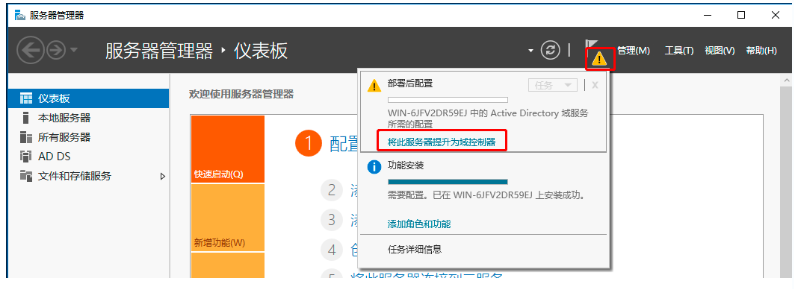 服务器管理器
服务器管理器 · 仪表板
管理(M) 工具(T) 视图(V) 帮助(H)
仪表板
本地服务器
所有服务器
AD DS
文件和存储服务
欢迎使用服务器管理器
快速启动(Q)
新增功能(W)
1 配置
2 添
3 添
4
5 将此服务器连接到云服务
部署后配置
任务 X
WIN-6JFV2DR59EJ 中的 Active Directory 域服务
所需的配置
将此服务器提升为域控制器
功能安装
需要配置。已在 WIN-6JFV2DR59EJ 上安装成功。
添加角色和功能
任务详细信息